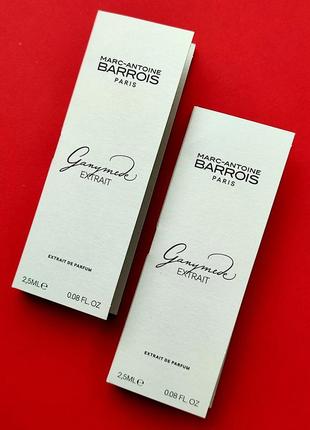 MARC-ANTOINE
BARROIS
PARIS
Ganymede
EXTRAIT
EXTRAIT DE PARFUM
2,5ML℮ 0.08 FL. OZ
MARC-ANTOINE
BARROIS
PARIS
Ganymede
EXTRAIT
EXTRAIT DE PARFUM
2,5ML℮ 0.08 FL. OZ